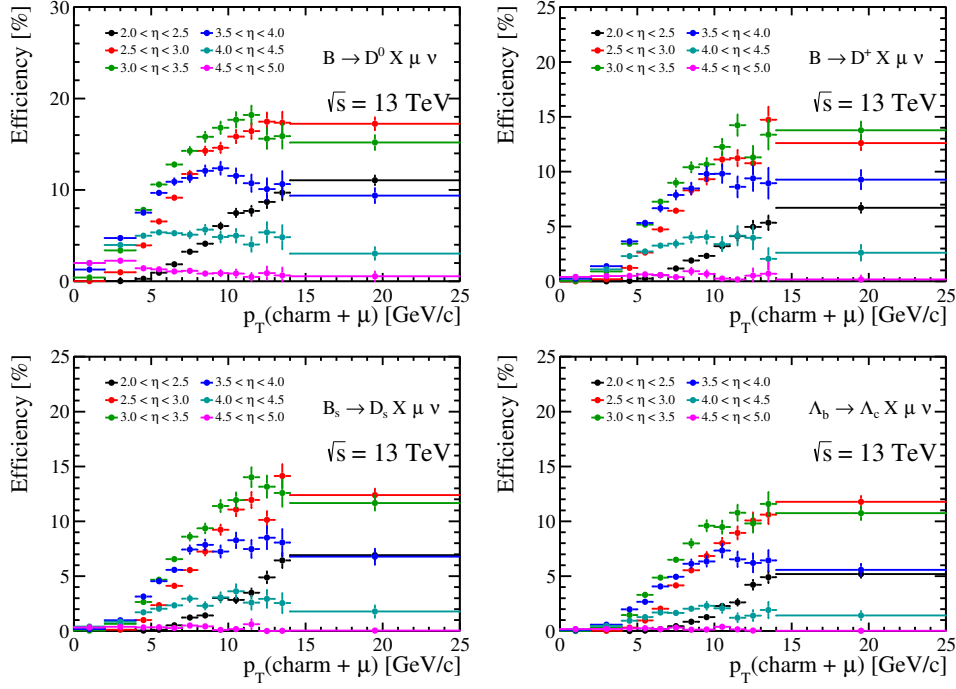 Efficiency [%]
30
20
10
0
2.0 < η < 2.5
2.5 < η < 3.0
3.0 < η < 3.5
3.5 < η < 4.0
4.0 < η < 4.5
4.5 < η < 5.0
B → D⁰ X μ ν
√s = 13 TeV
0 5 10 15 20 25
p_T(charm + μ) [GeV/c]
Efficiency [%]
25
20
15
10
5
0
2.0 < η < 2.5
2.5 < η < 3.0
3.0 < η < 3.5
3.5 < η < 4.0
4.0 < η < 4.5
4.5 < η < 5.0
B → D⁺ X μ ν
√s = 13 TeV
0 5 10 15 20 25
p_T(charm + μ) [GeV/c]
Efficiency [%]
25
20
15
10
5
0
2.0 < η < 2.5
2.5 < η < 3.0
3.0 < η < 3.5
3.5 < η < 4.0
4.0 < η < 4.5
4.5 < η < 5.0
B_s → D_s X μ ν
√s = 13 TeV
0 5 10 15 20 25
p_T(charm + μ) [GeV/c]
Efficiency [%]
25
20
15
10
5
0
2.0 < η < 2.5
2.5 < η < 3.0
3.0 < η < 3.5
3.5 < η < 4.0
4.0 < η < 4.5
4.5 < η < 5.0
Λ_b → Λ_c X μ ν
√s = 13 TeV
0 5 10 15 20 25
p_T(charm + μ) [GeV/c]